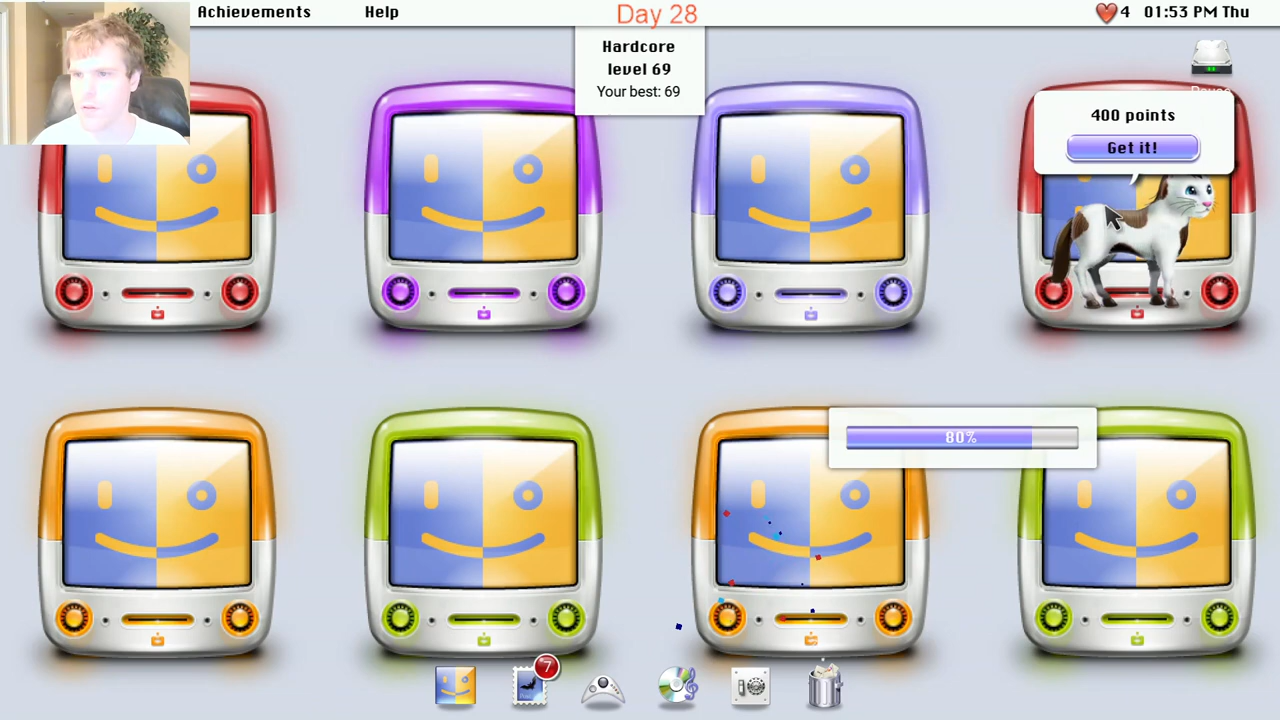 Achievements Help Day 28 4 01:53 PM Thu
Hardcore
level 69
Your best: 69
400 points
Get it!
80%
7